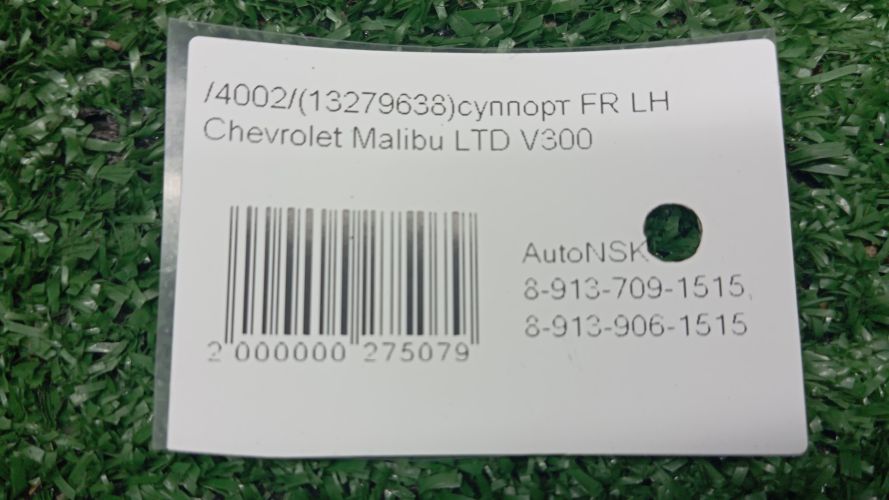 /4002/(13279638)суппорт FR LH
Chevrolet Malibu LTD V300
AutoNSK
8-913-709-1515,
8-913-906-1515
2 000000 275079